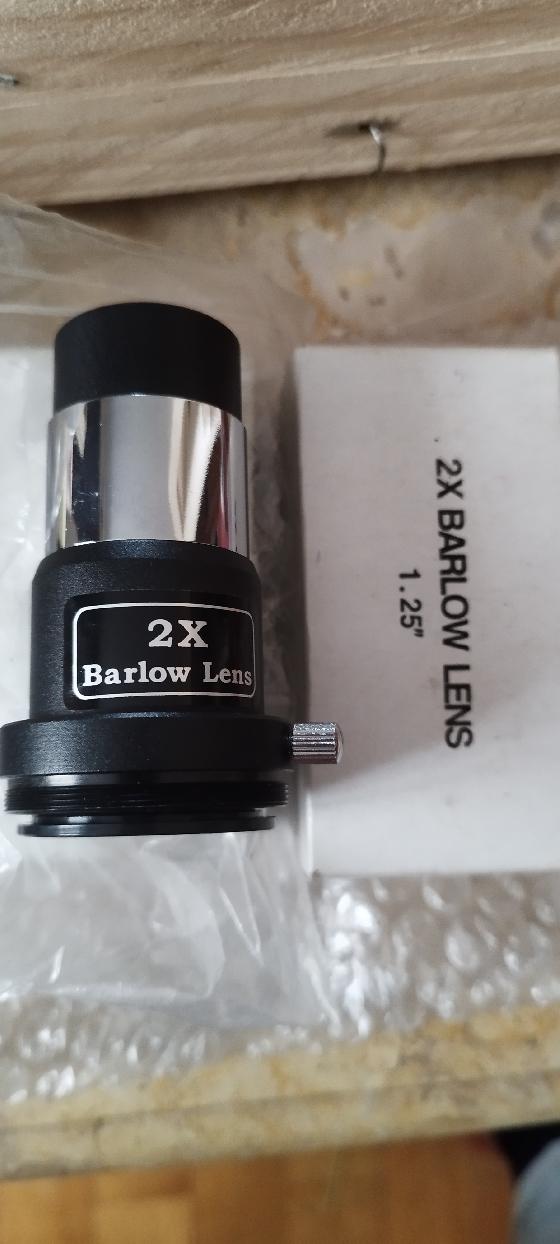 2X
Barlow Lens
2X BARLOW LENS
1.25"